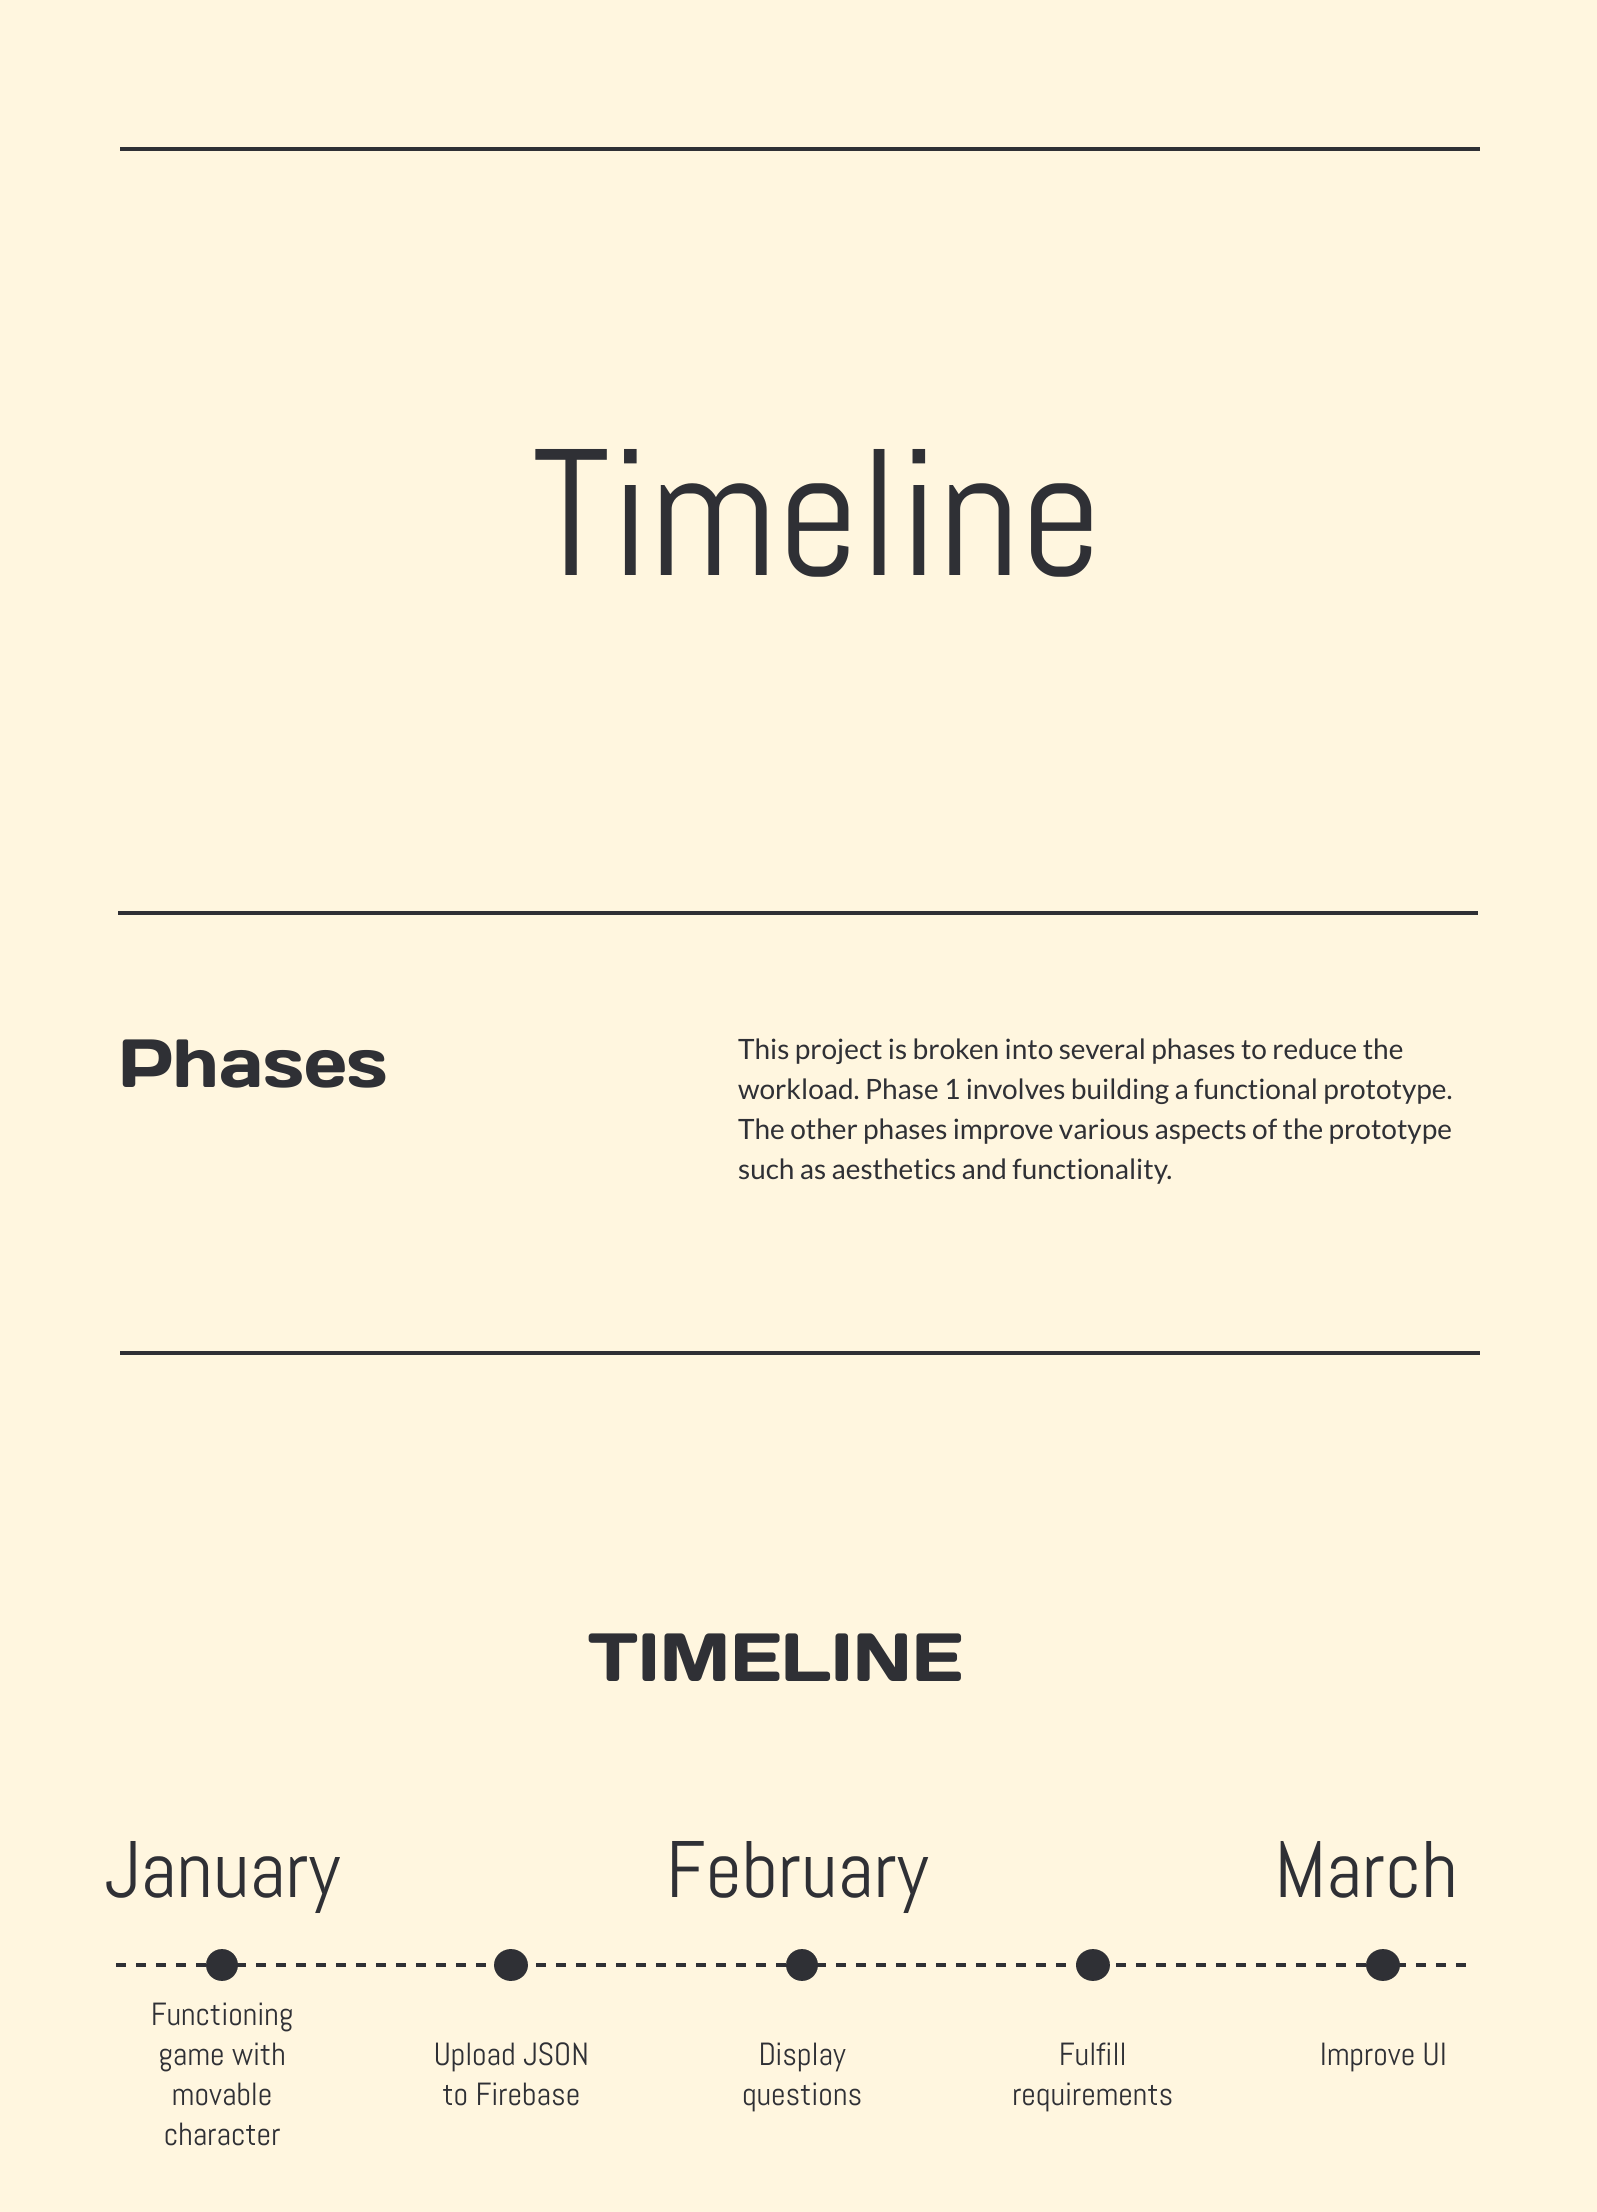 Timeline
Phases
This project is broken into several phases to reduce the
workload. Phase 1 involves building a functional prototype.
The other phases improve various aspects of the prototype
such as aesthetics and functionality.
TIMELINE
January
February
March
Functioning
game with
movable
character
Upload JSON
to Firebase
Display
questions
Fulfill
requirements
Improve UI